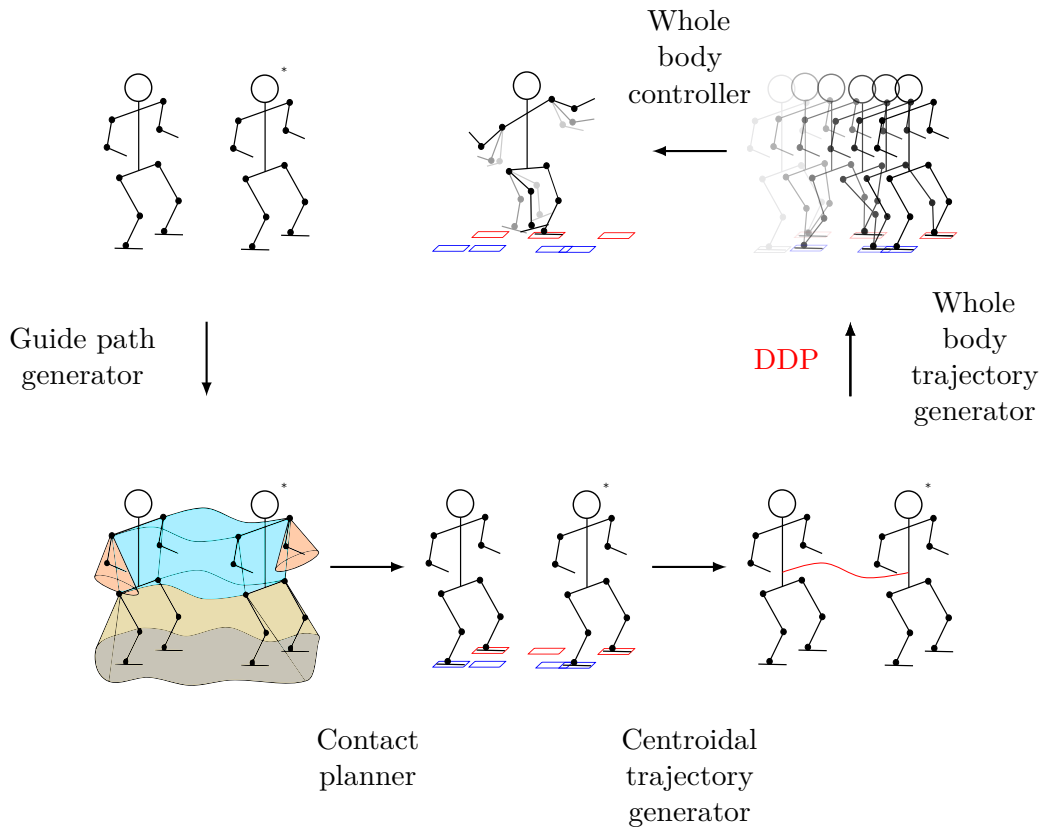 Whole
body
controller
*
Guide path
generator
DDP
Whole
body
trajectory
generator
*
*
*
Contact
planner
Centroidal
trajectory
generator